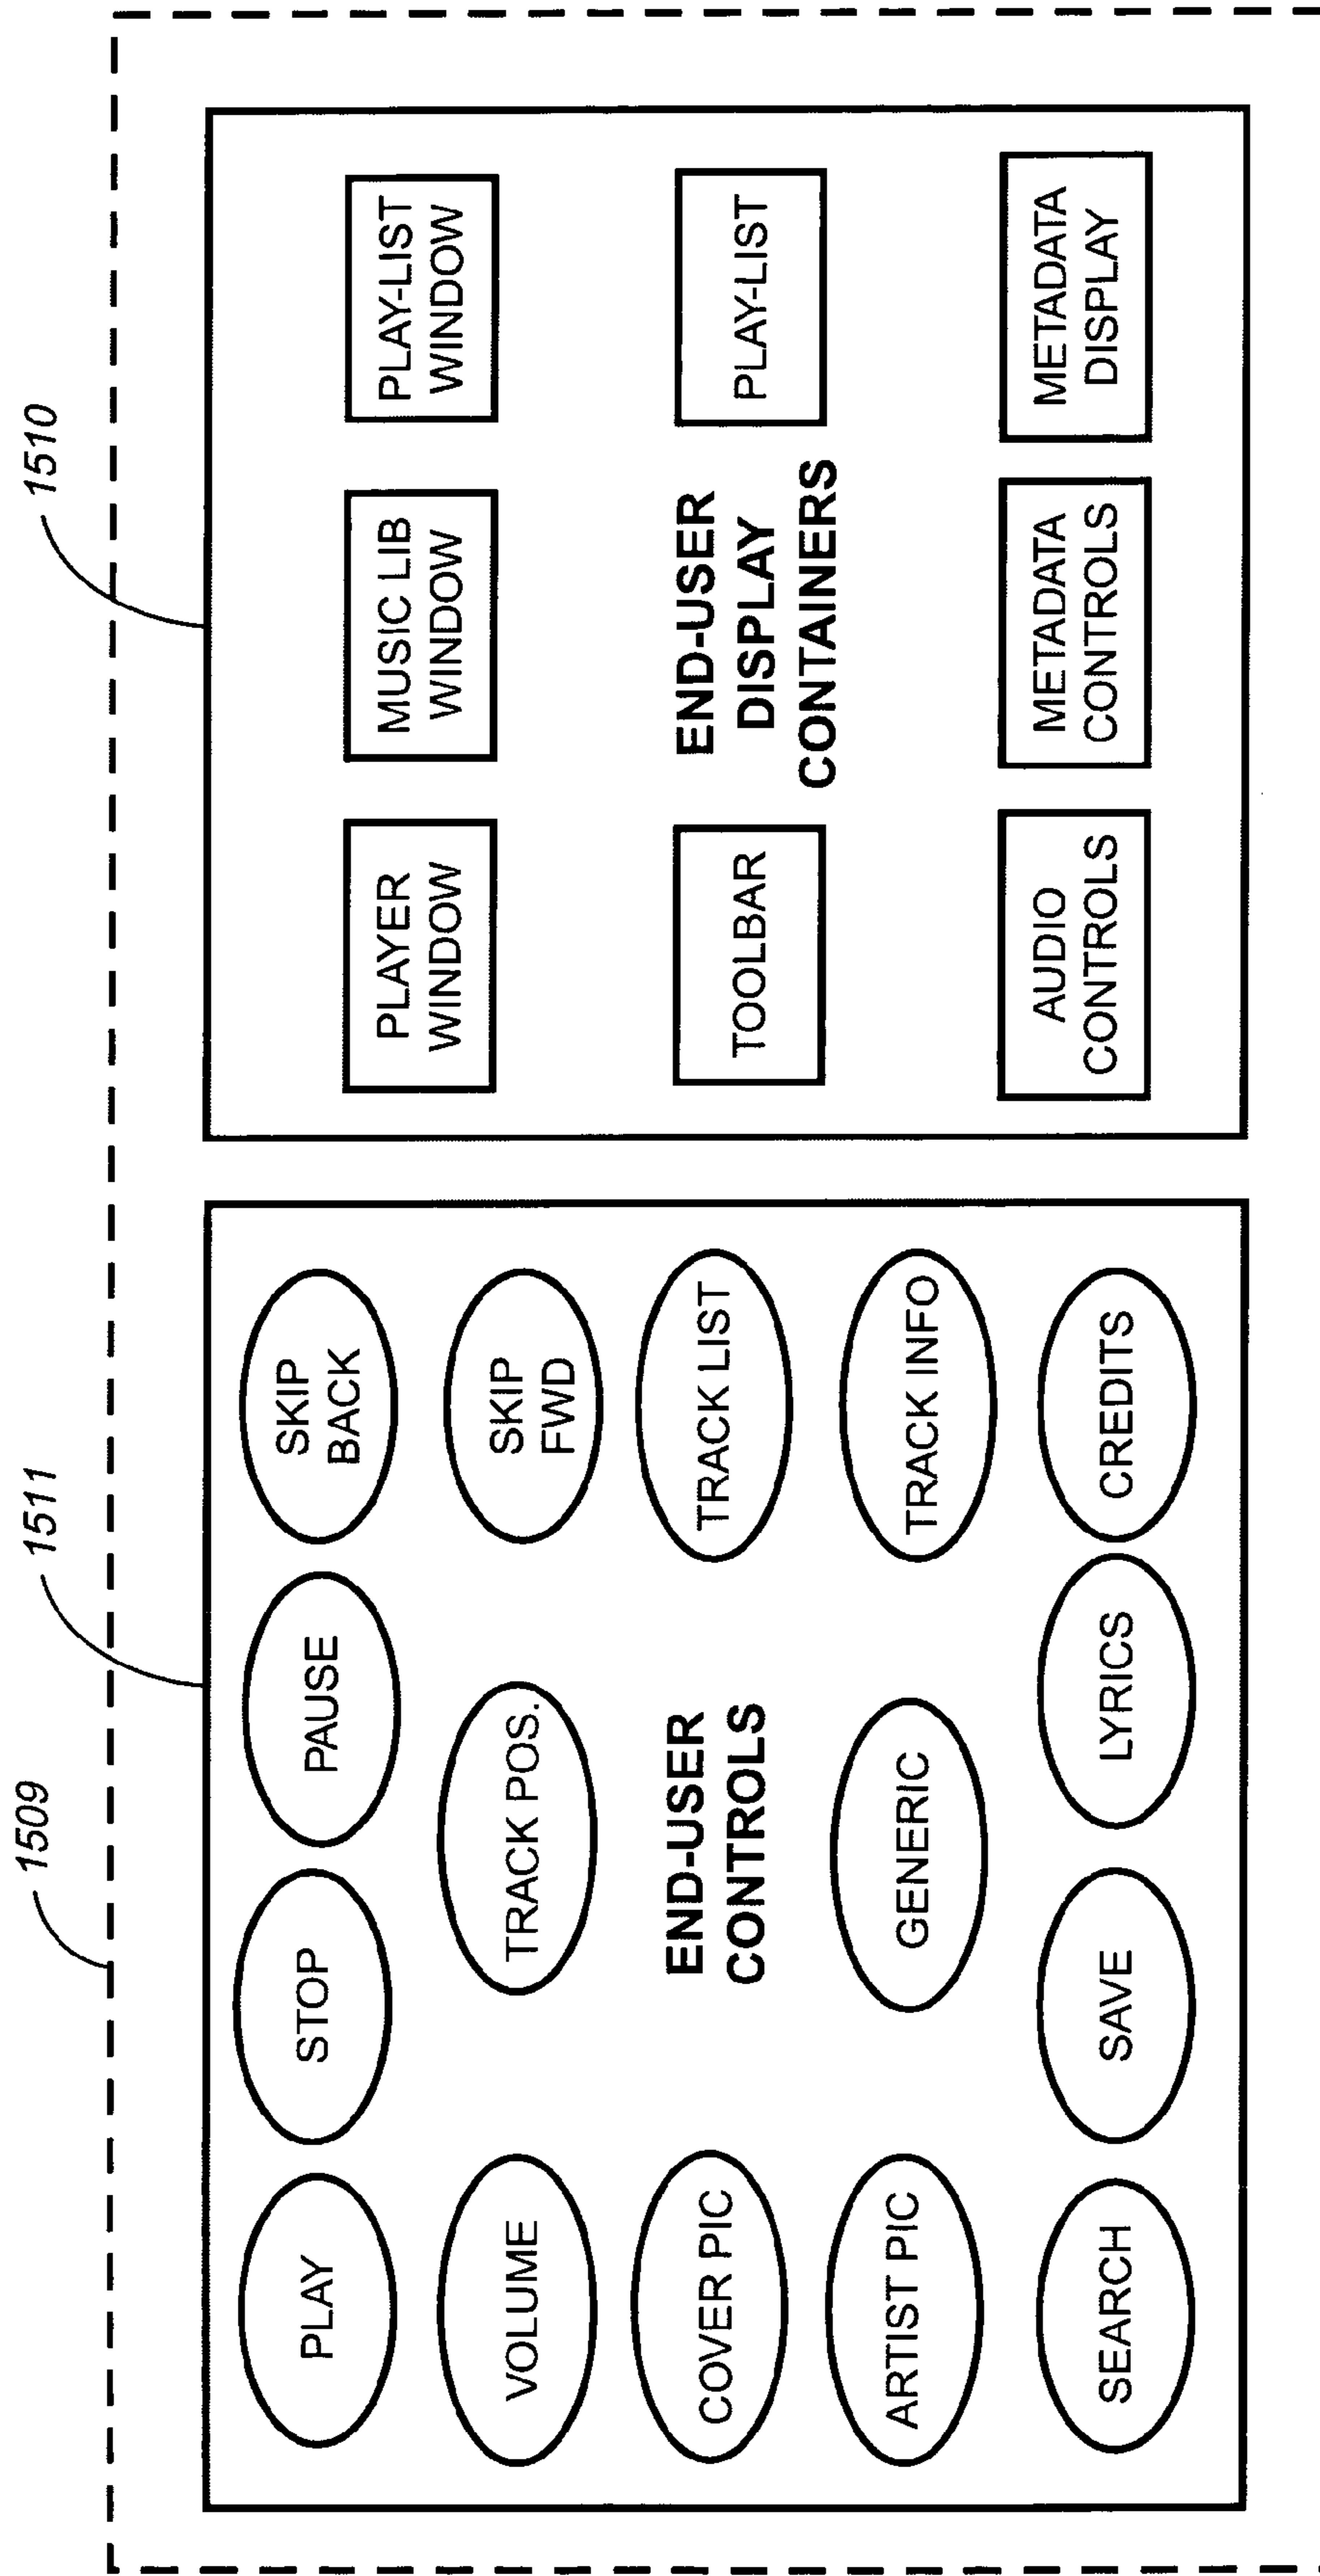 1509
1511
1510
PLAY
STOP
PAUSE
SKIP
BACK
VOLUME
TRACK POS.
SKIP
FWD
COVER PIC
END-USER
CONTROLS
TRACK LIST
ARTIST PIC
GENERIC
TRACK INFO
SEARCH
SAVE
LYRICS
CREDITS
PLAYER
WINDOW
MUSIC LIB
WINDOW
PLAY-LIST
WINDOW
TOOLBAR
END-USER
DISPLAY
CONTAINERS
PLAY-LIST
AUDIO
CONTROLS
METADATA
CONTROLS
METADATA
DISPLAY